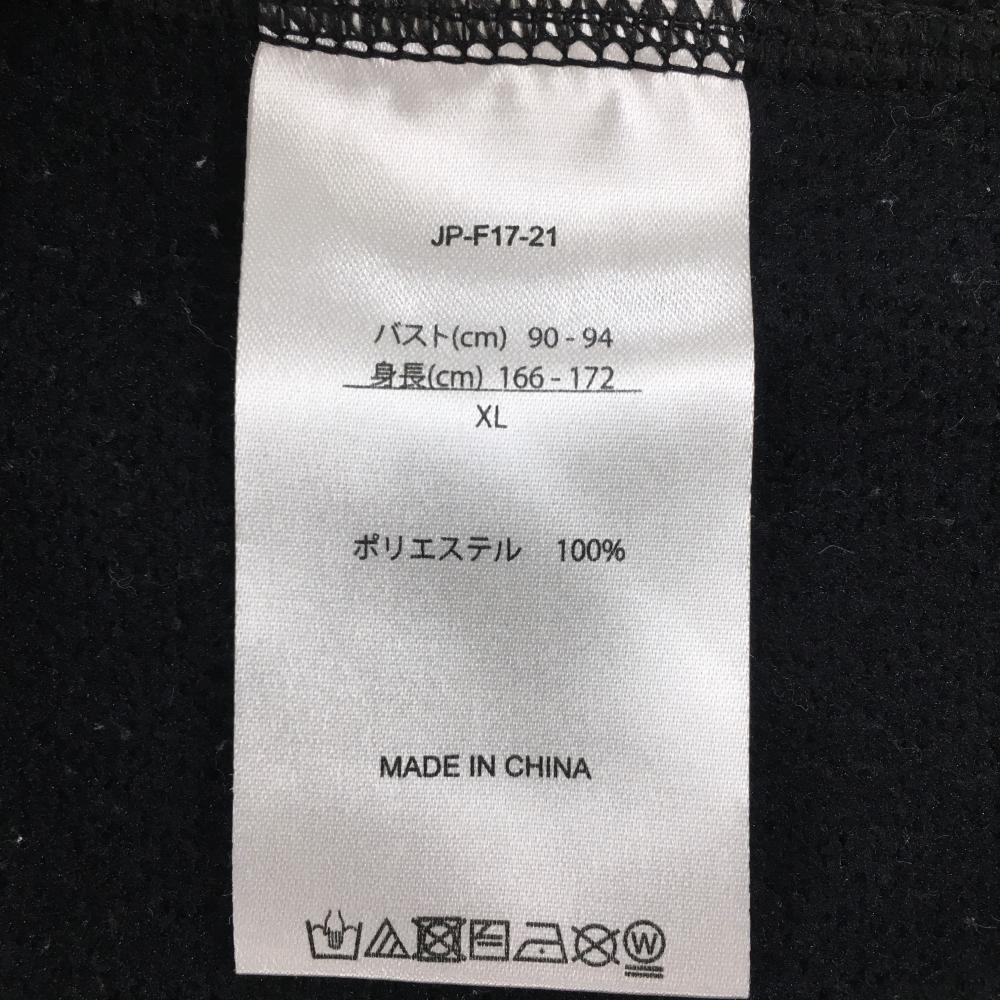 JP-F17-21
バスト(cm) 90 - 94
身長(cm) 166 - 172
XL
ポリエステル 100%
MADE IN CHINA
W